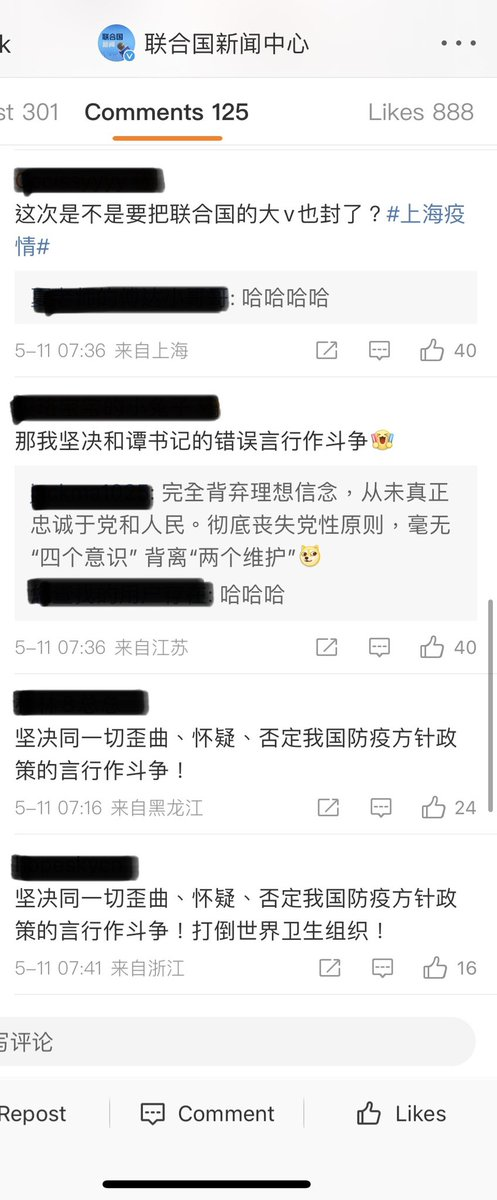 k
联合国
新闻
联合国新闻中心
st 301 Comments 125 Likes 888
这次是不是要把联合国的大v也封了？#上海疫
情#
: 哈哈哈哈
5-11 07:36 来自上海 40
那我坚决和谭书记的错误言行作斗争
: 完全背弃理想信念，从未真正
忠诚于党和人民。彻底丧失党性原则，毫无
“四个意识” 背离“两个维护”
: 哈哈哈
5-11 07:36 来自江苏 40
坚决同一切歪曲、怀疑、否定我国防疫方针政
策的言行作斗争！
5-11 07:16 来自黑龙江 24
坚决同一切歪曲、怀疑、否定我国防疫方针政
策的言行作斗争！打倒世界卫生组织！
5-11 07:41 来自浙江 16
写评论
Repost Comment Likes